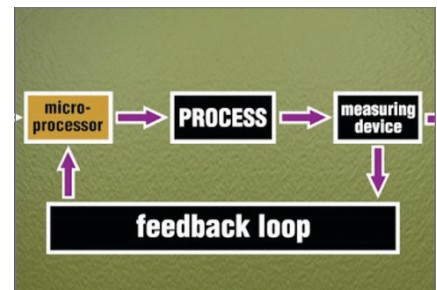 micro-
processor
PROCESS
measuring
device
feedback loop